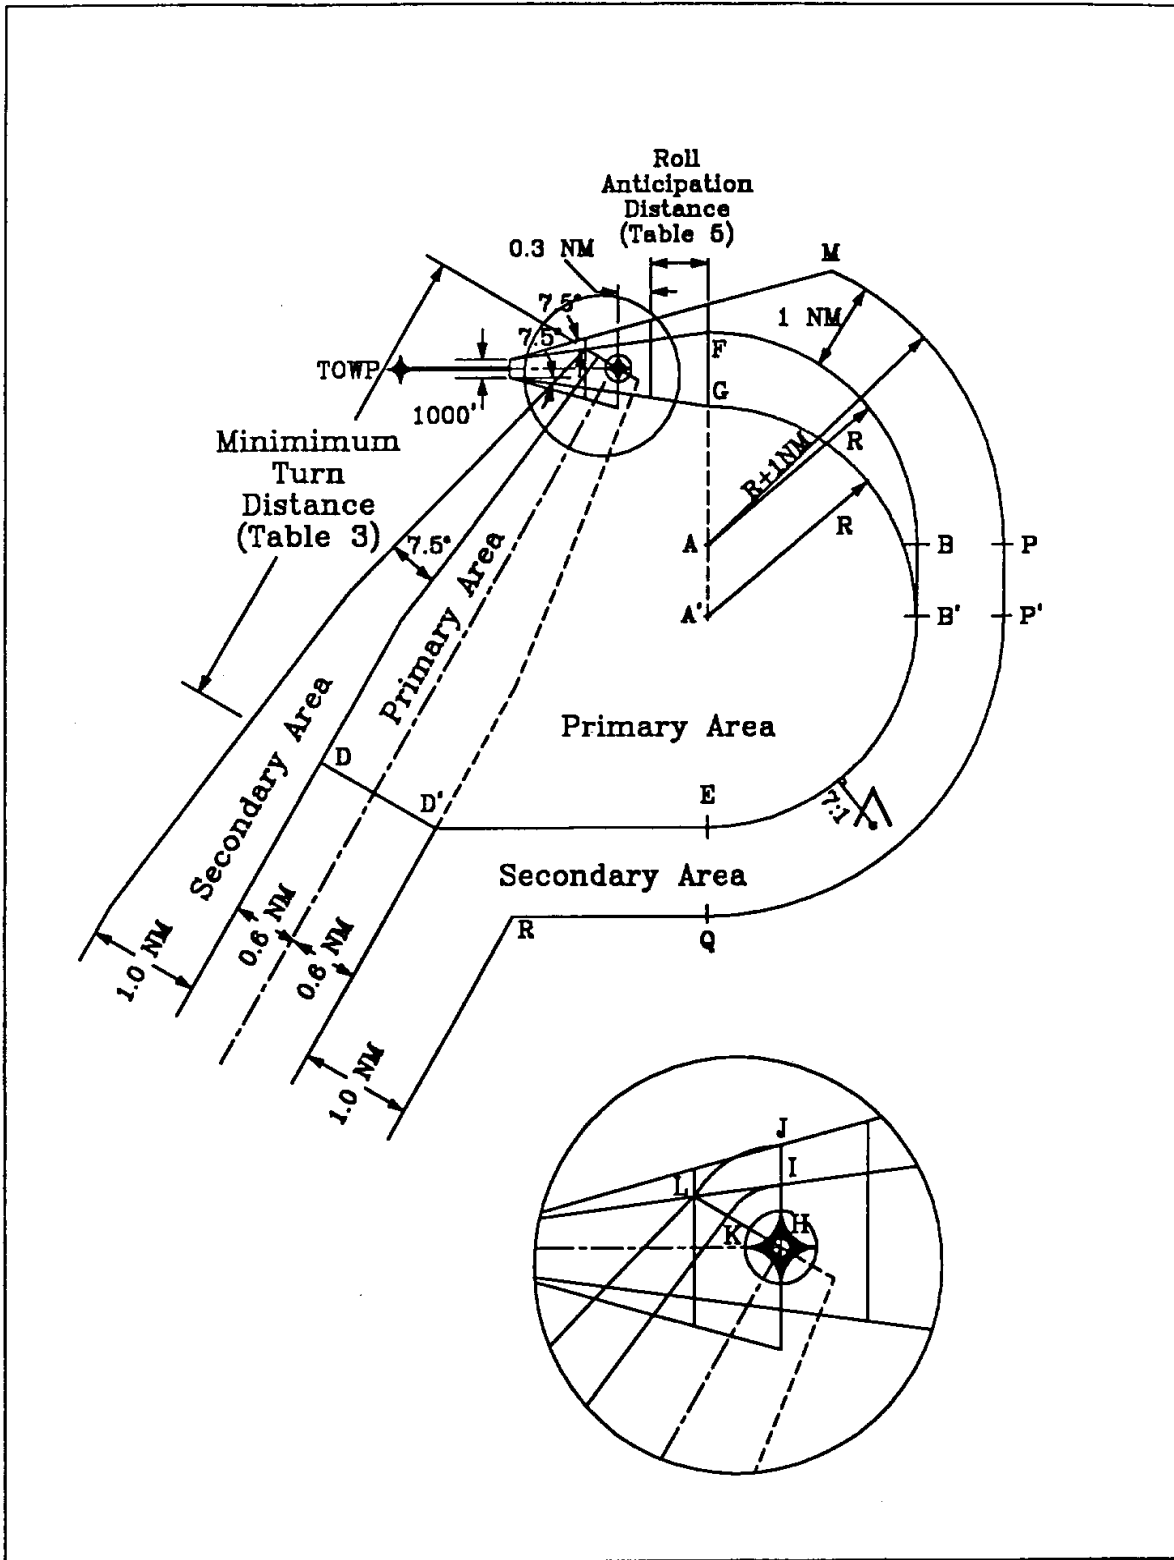 Roll
Anticipation
Distance
(Table 5)
0.3 NM
M
7.5°
1 NM
7.5°
F
TOWP
G
1000'
R
R+1NM
Minimimum
Turn
Distance
(Table 3)
R
7.5°
A
B
P
A'
B'
P'
Primary Area
Primary Area
Secondary Area
D
D'
E
7:1
Secondary Area
R
Q
1.0 NM
0.6 NM
0.6 NM
1.0 NM
J
I
L
K
H